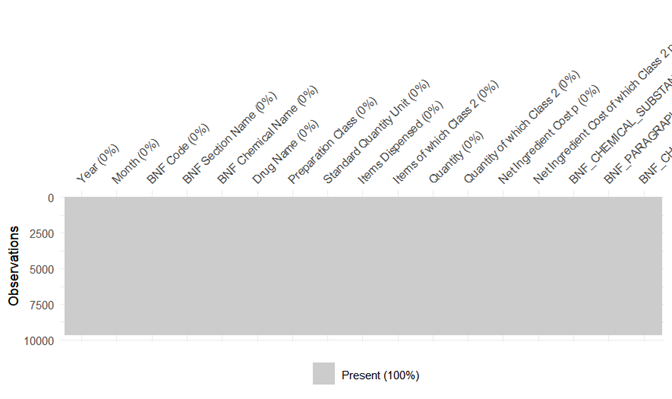 Year (0%)
Month (0%)
BNF Code (0%)
BNF Section Name (0%)
BNF Chemical Name (0%)
Drug Name (0%)
Preparation Class (0%)
Standard Quantity Unit (0%)
Items Dispensed (0%)
Items of which Class 2 (0%)
Quantity (0%)
Quantity of which Class 2 (0%)
Net Ingredient Cost p (0%)
Net Ingredient Cost of which Class 2 p
BNF_CHEMICAL_SUBSTAN
BNF_PARAGRAPH
BNF_CH
0
2500
5000
7500
10000
Observations
Present (100%)